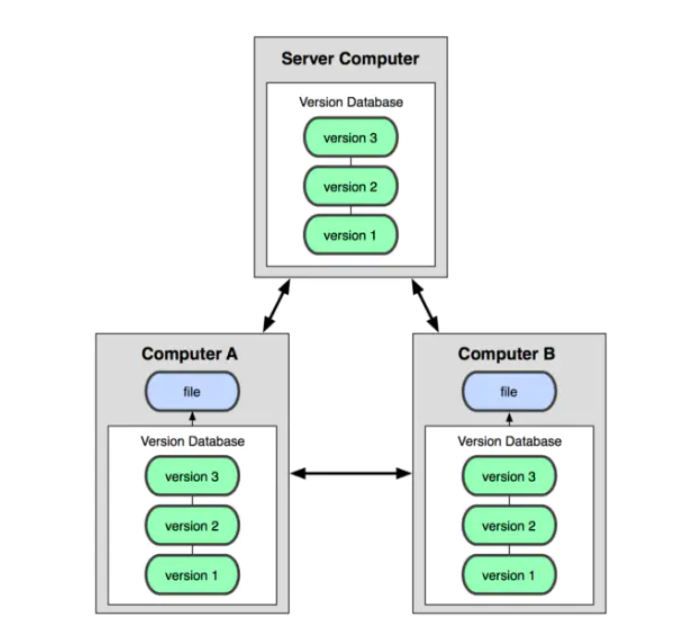 Server Computer
Version Database
version 3
version 2
version 1
Computer A
file
Version Database
version 3
version 2
version 1
Computer B
file
Version Database
version 3
version 2
version 1